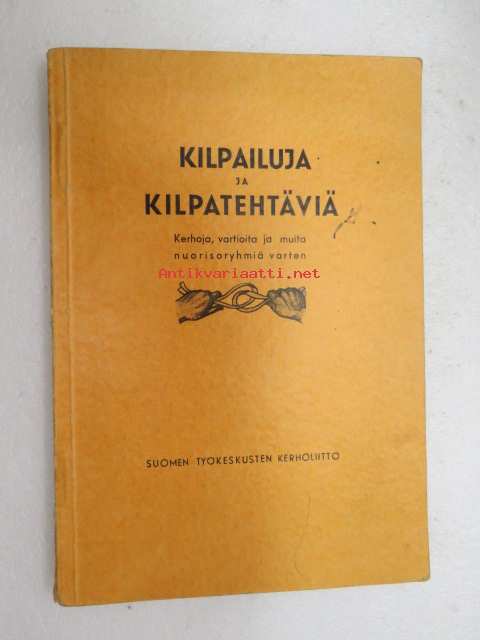 KILPAILUJA
JA
KILPATEHTÄVIÄ
Kerhoja, vartioita ja muita
nuorisoryhmiä varten
Antikvariaatti.net
SUOMEN TYÖKESKUSTEN KERHOLIITTO